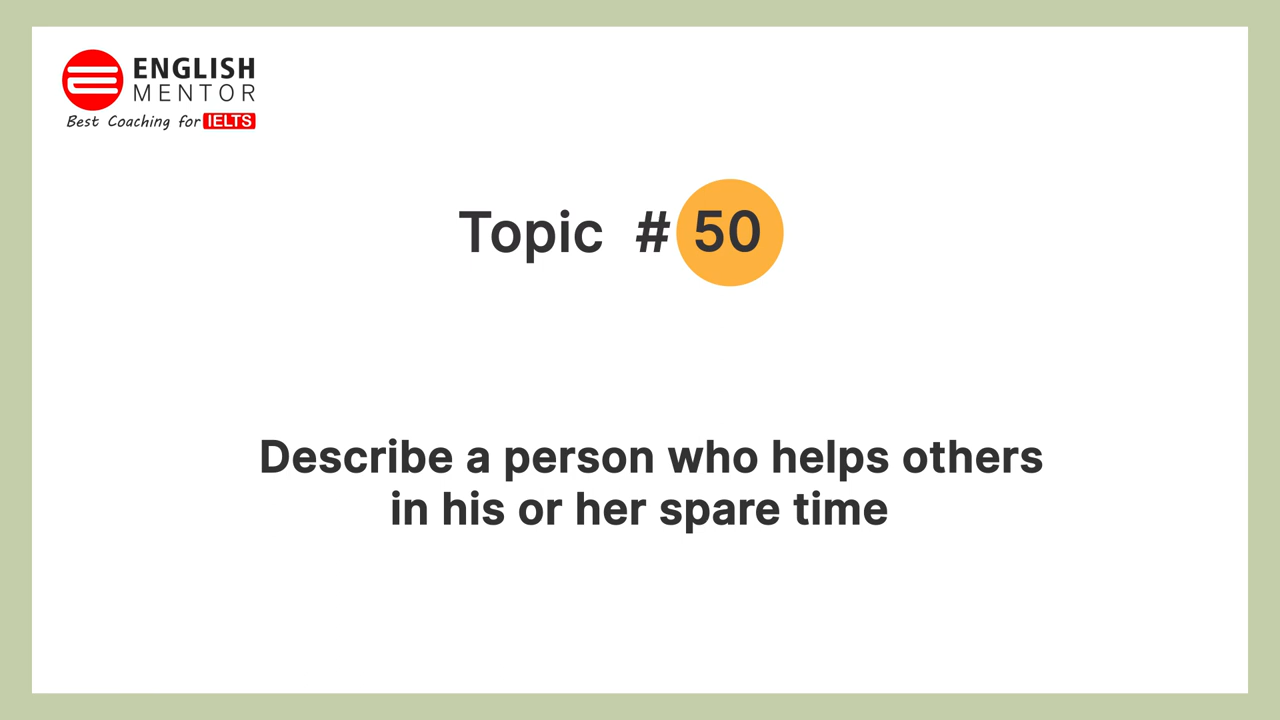 ENGLISH
MENTOR
Best Coaching for IELTS
Topic # 50
Describe a person who helps others
in his or her spare time